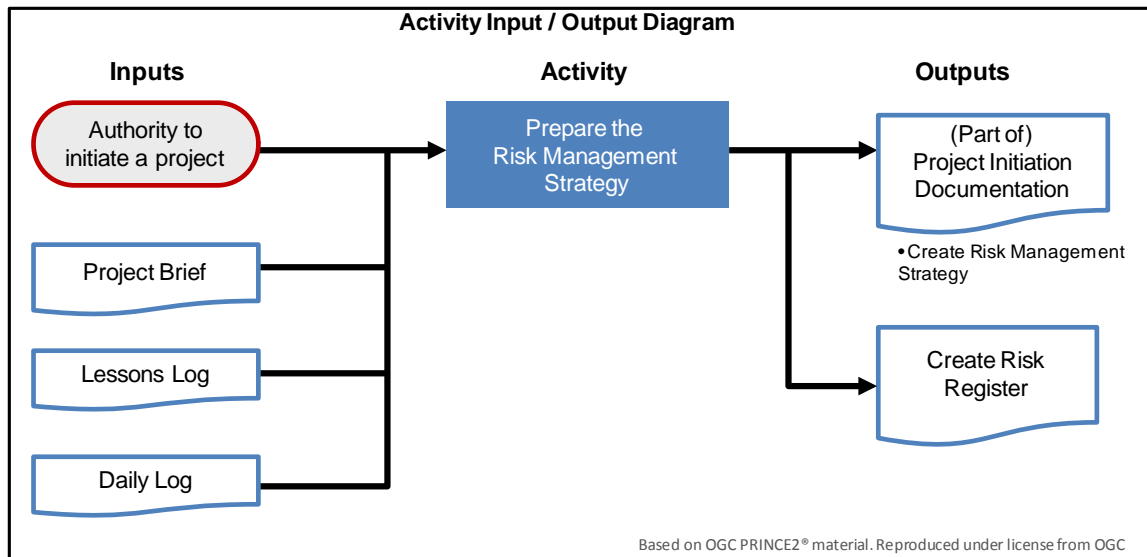 Activity Input / Output Diagram
Inputs
Activity
Outputs
Authority to
initiate a project
Project Brief
Lessons Log
Daily Log
Prepare the
Risk Management
Strategy
(Part of)
Project Initiation
Documentation
•Create Risk Management
Strategy
Create Risk
Register
Based on OGC PRINCE2® material. Reproduced under license from OGC